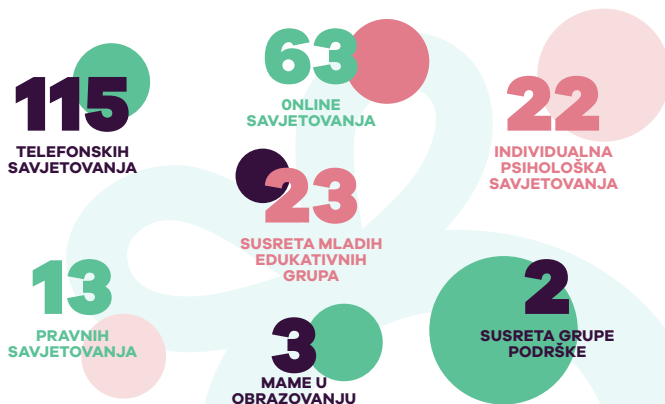 115
TELEFONSKIH
SAVJETOVANJA
63
0NLINE
SAVJETOVANJA
22
INDIVIDUALNA
PSIHOLOŠKA
SAVJETOVANJA
23
SUSRETA MLADIH
EDUKATIVNIH
GRUPA
13
PRAVNIH
SAVJETOVANJA
3
MAME U
OBRAZOVANJU
2
SUSRETA GRUPE
PODRŠKE